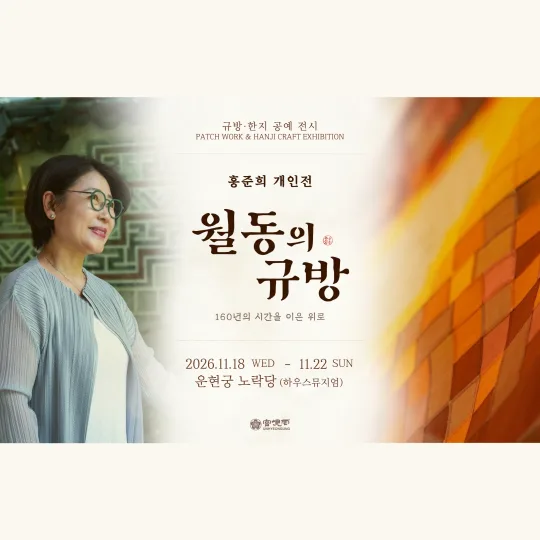 규방·한지 공예 전시
PATCH WORK & HANJI CRAFT EXHIBITION
홍준희 개인전
월동의
규방
160년의 시간을 이은 위로
2026.11.18 WED - 11.22 SUN
운현궁 노락당 (하우스뮤지엄)